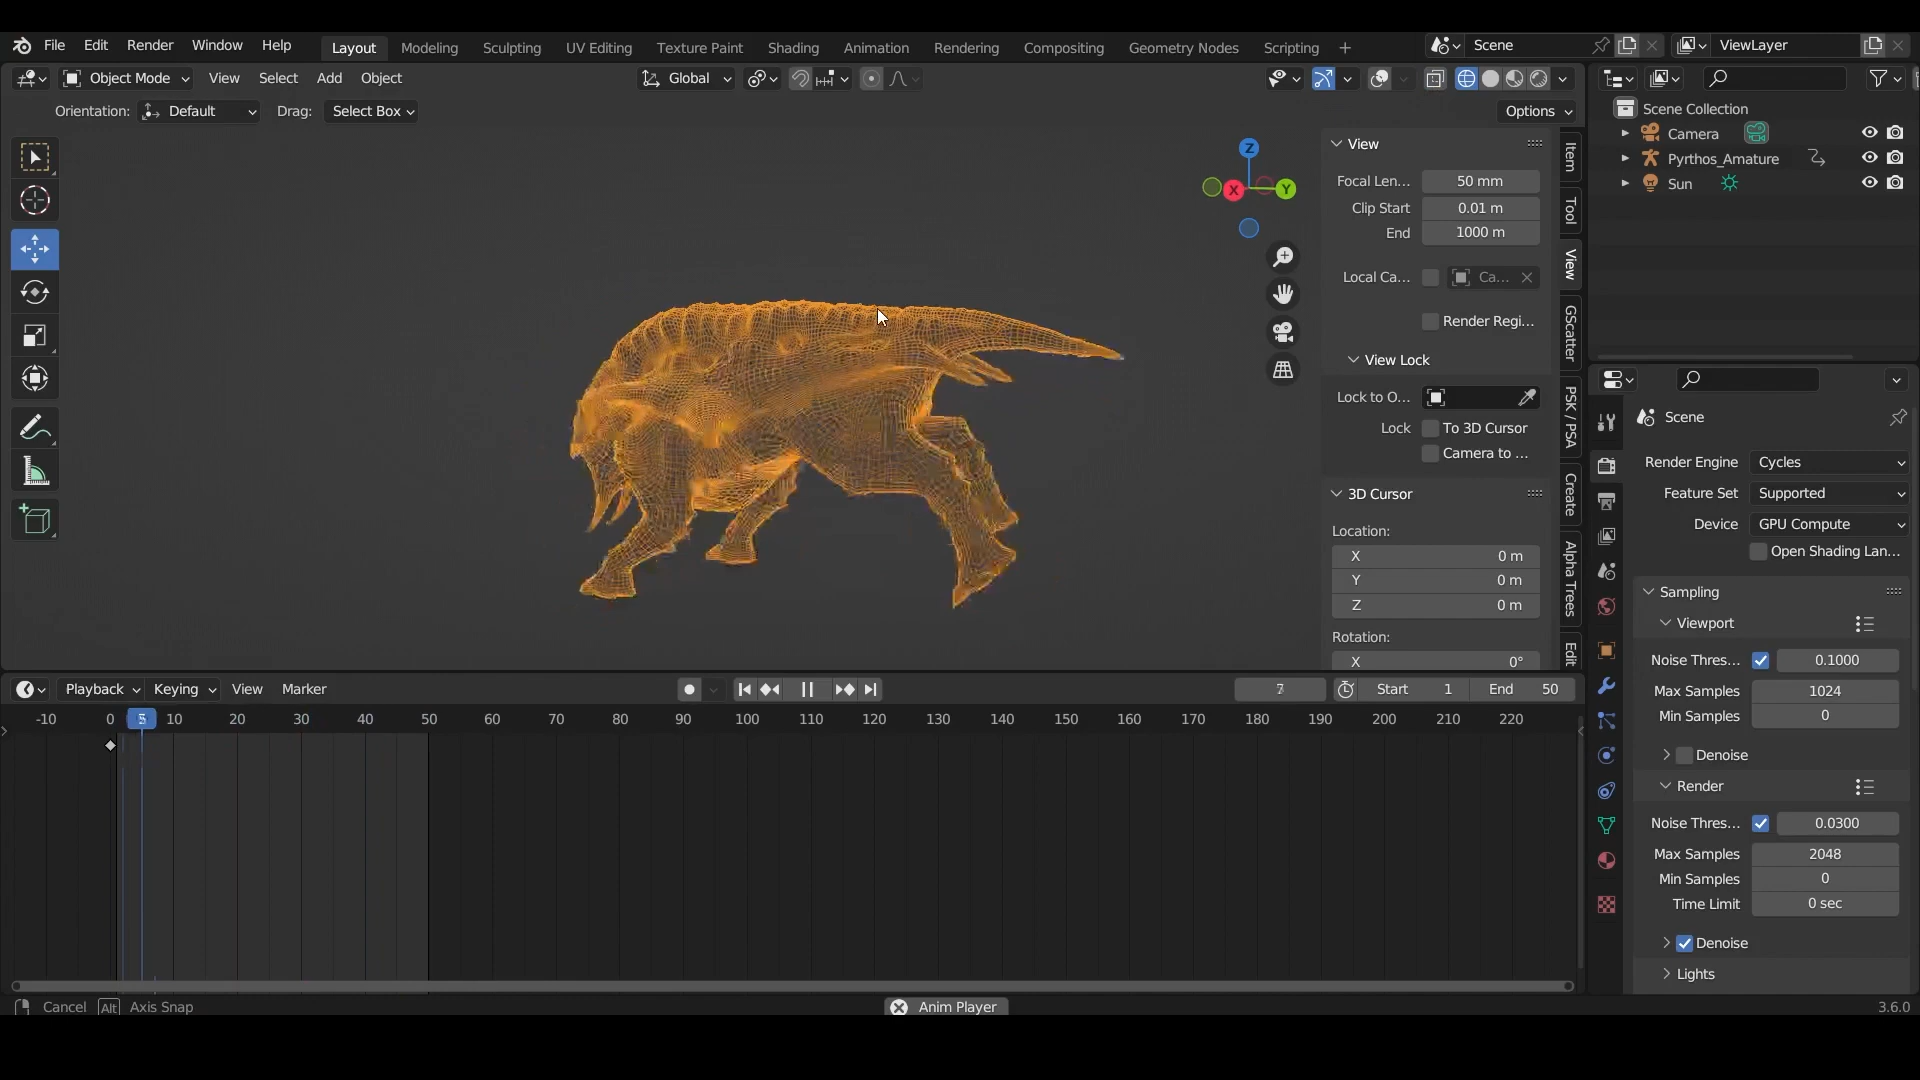 File Edit Render Window Help Layout Modeling Sculpting UV Editing Texture Paint Shading Animation Rendering Compositing Geometry Nodes Scripting + Scene ViewLayer
Object Mode View Select Add Object Global
Orientation: Default Drag: Select Box Options
Scene Collection
Camera
Pyrthos_Amature
Sun
Z
X
Y
View
Focal Len... 50 mm
Clip Start 0.01 m
End 1000 m
Local Ca... Ca...
Render Regi...
View Lock
Lock to O...
Lock To 3D Cursor
Camera to ...
3D Cursor
Location:
X 0 m
Y 0 m
Z 0 m
Rotation:
X 0°
Item
Tool
View
GScatter
PSK / PSA
Create
Alpha Trees
Edit
Scene
Render Engine Cycles
Feature Set Supported
Device GPU Compute
Open Shading Lan...
Sampling
Viewport
Noise Thres... 0.1000
Max Samples 1024
Min Samples 0
Denoise
Render
Noise Thres... 0.0300
Max Samples 2048
Min Samples 0
Time Limit 0 sec
Denoise
Lights
Playback Keying View Marker Start 1 End 50
-10 0 10 20 30 40 50 60 70 80 90 100 110 120 130 140 150 160 170 180 190 200 210 220
Cancel Alt Axis Snap Anim Player 3.6.0